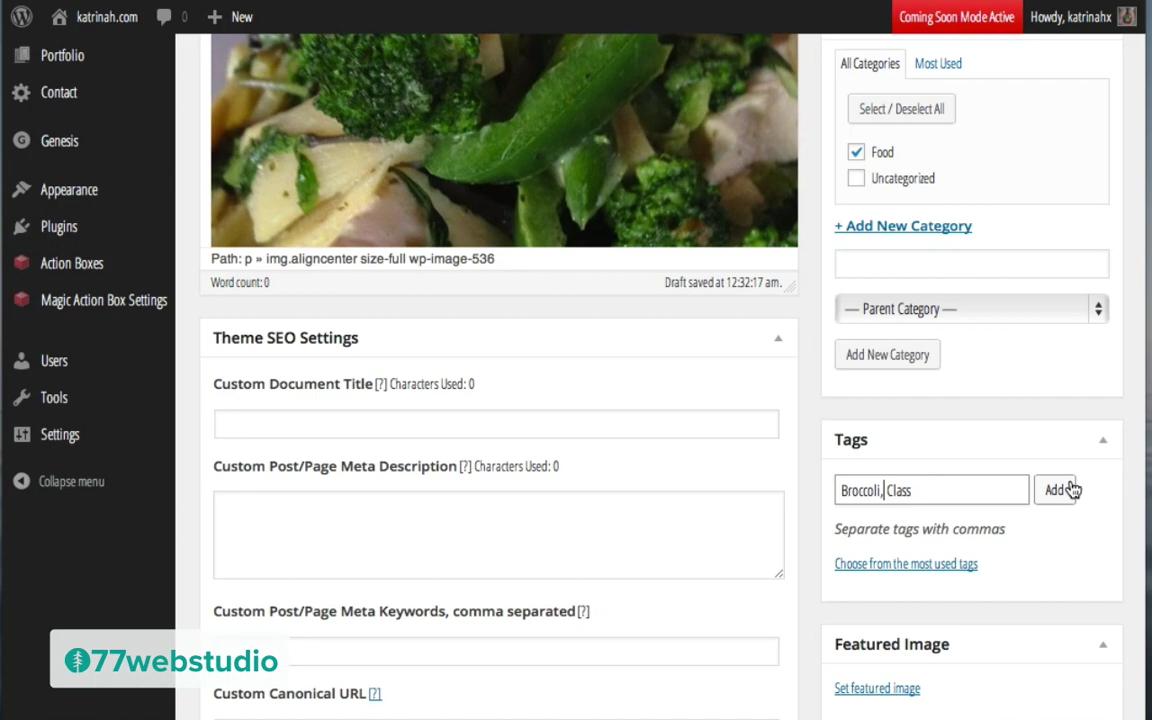 katrinah.com
0
New
Coming Soon Mode Active
Howdy, katrinahx
Portfolio
Contact
Genesis
Appearance
Plugins
Action Boxes
Magic Action Box Settings
Users
Tools
Settings
Collapse menu
Path: p » img.aligncenter size-full wp-image-536
Word count: 0
Draft saved at 12:32:17 am.
Theme SEO Settings
Custom Document Title [?] Characters Used: 0
Custom Post/Page Meta Description [?] Characters Used: 0
Custom Post/Page Meta Keywords, comma separated [?]
Custom Canonical URL [?]
All Categories
Most Used
Select / Deselect All
Food
Uncategorized
+ Add New Category
— Parent Category —
Add New Category
Tags
Broccoli, Class
Add
Separate tags with commas
Choose from the most used tags
Featured Image
Set featured image
77webstudio